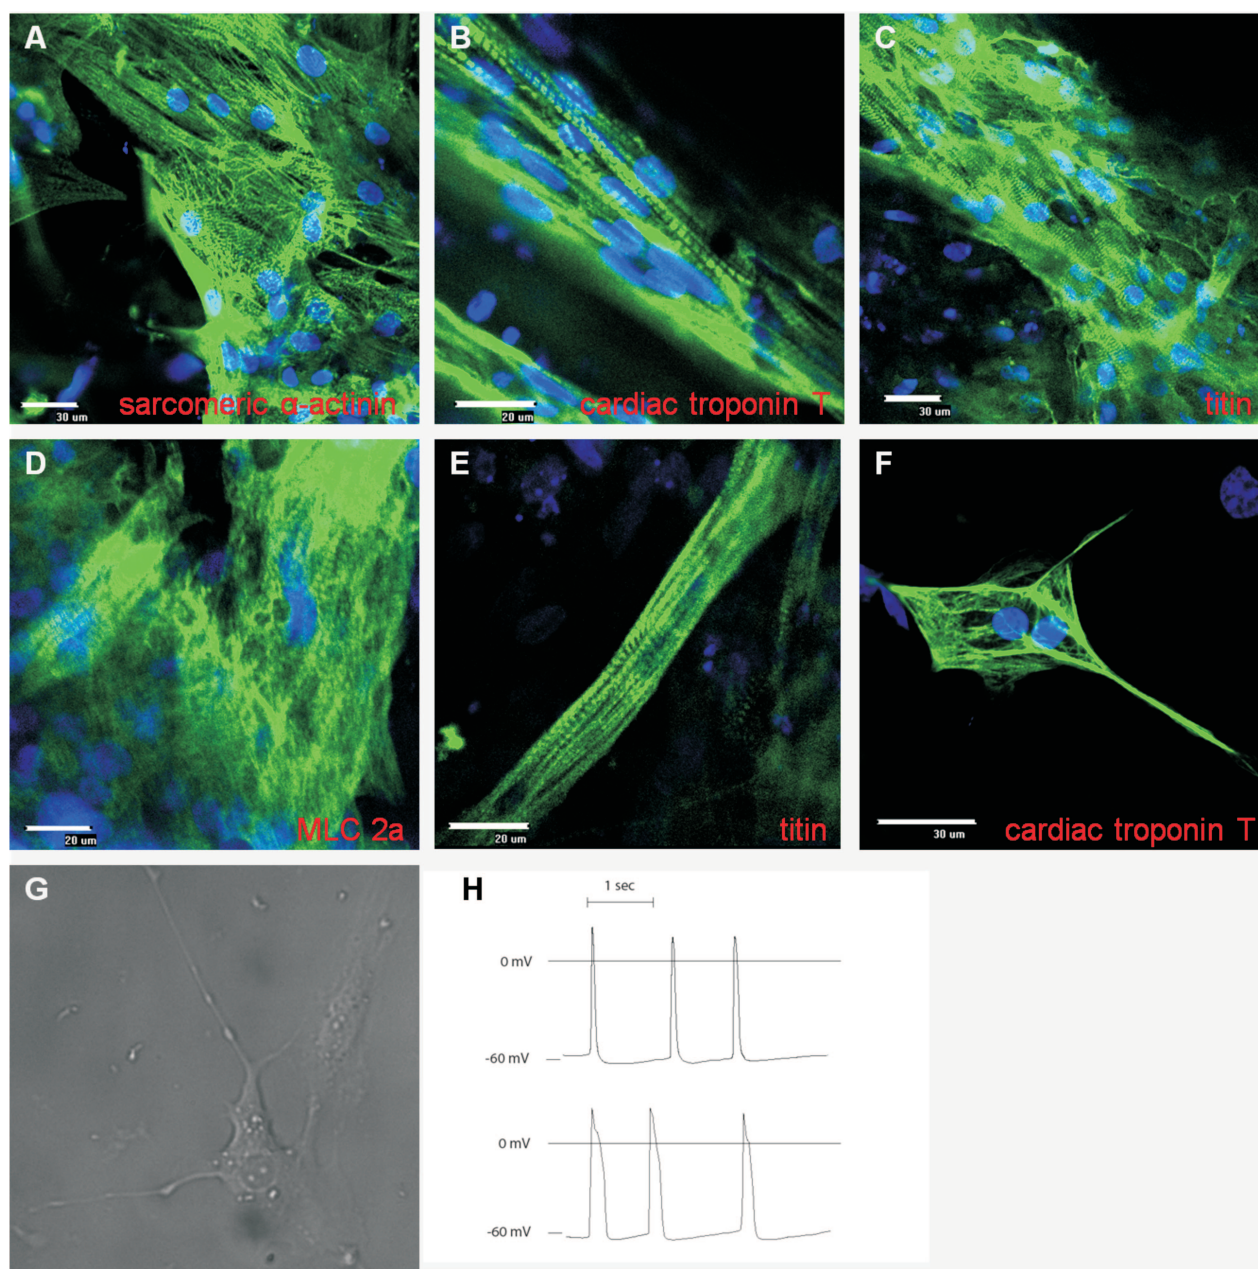 A
30 um
sarcomeric α-actinin
B
20 um
cardiac troponin T
C
30 um
titin
D
20 um
MLC 2a
E
20 um
titin
F
30 um
cardiac troponin T
G
H
1 sec
0 mV
-60 mV
0 mV
-60 mV